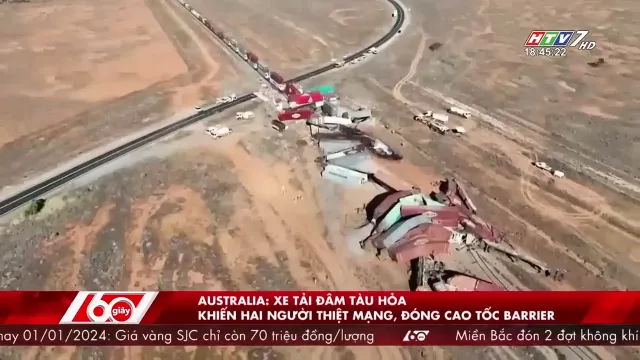 HTV7 HD
18:45:22
60 giây
AUSTRALIA: XE TẢI ĐÂM TÀU HỎA
KHIẾN HAI NGƯỜI THIỆT MẠNG, ĐÓNG CAO TỐC BARRIER
nay 01/01/2024: Giá vàng SJC chỉ còn 70 triệu đồng/lượng 60 Miền Bắc đón 2 đợt không khí